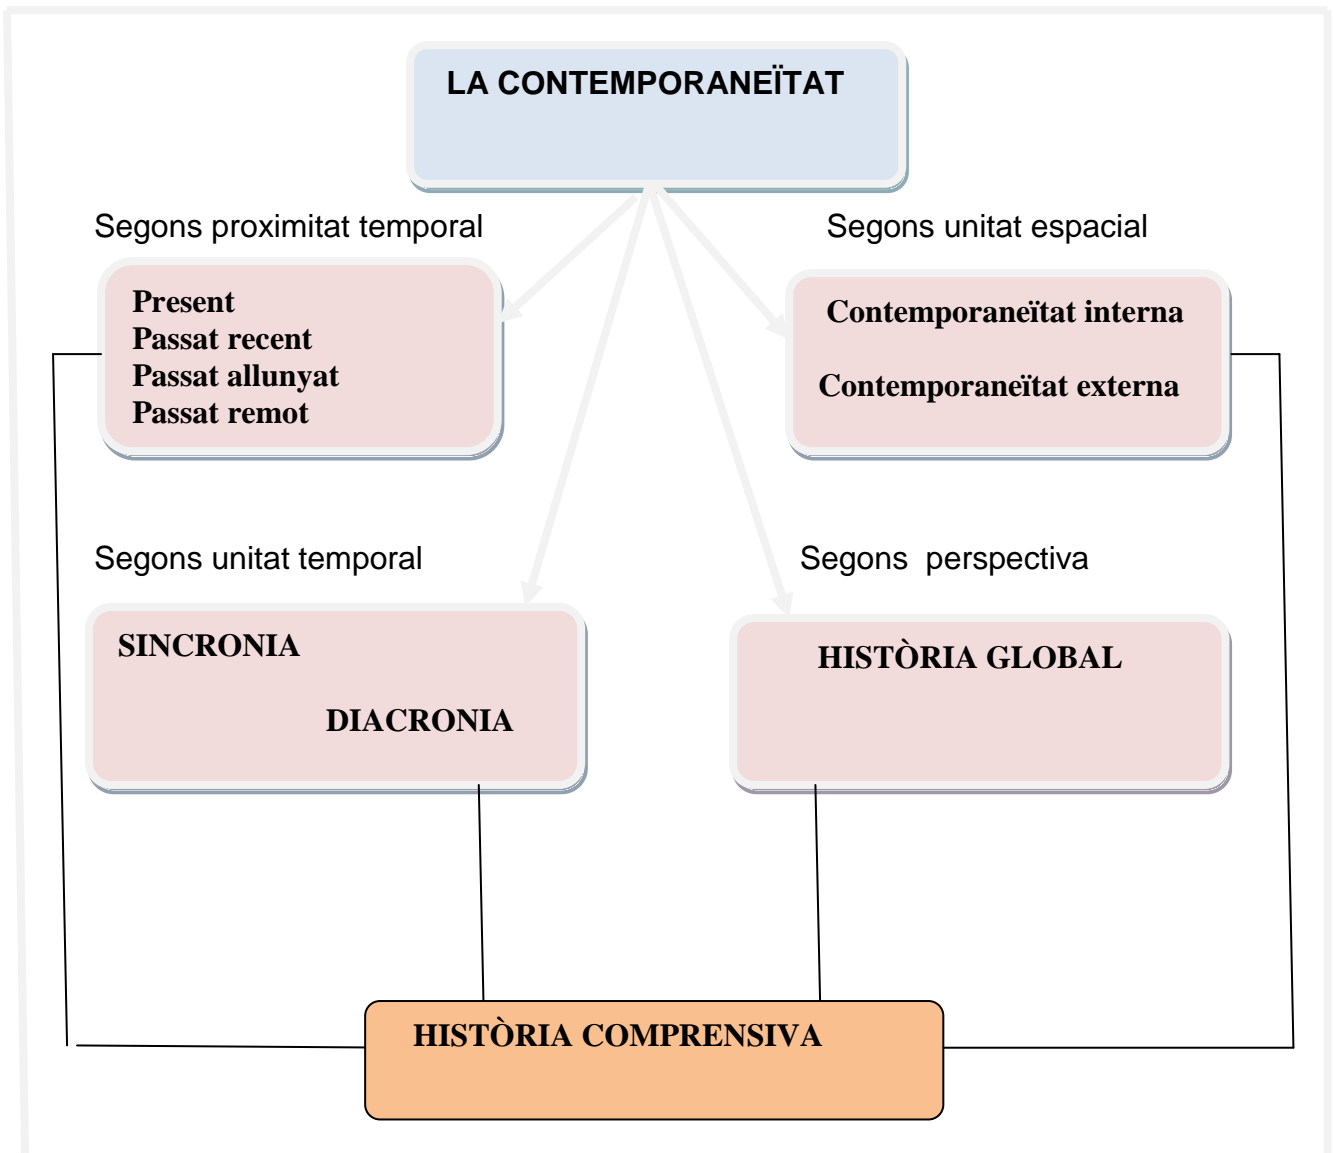 LA CONTEMPORANEÏTAT
Segons proximitat temporal
Segons unitat espacial
Present
Passat recent
Passat allunyat
Passat remot
Contemporaneïtat interna
Contemporaneïtat externa
Segons unitat temporal
Segons perspectiva
SINCRONIA
DIACRONIA
HISTÒRIA GLOBAL
HISTÒRIA COMPRENSIVA